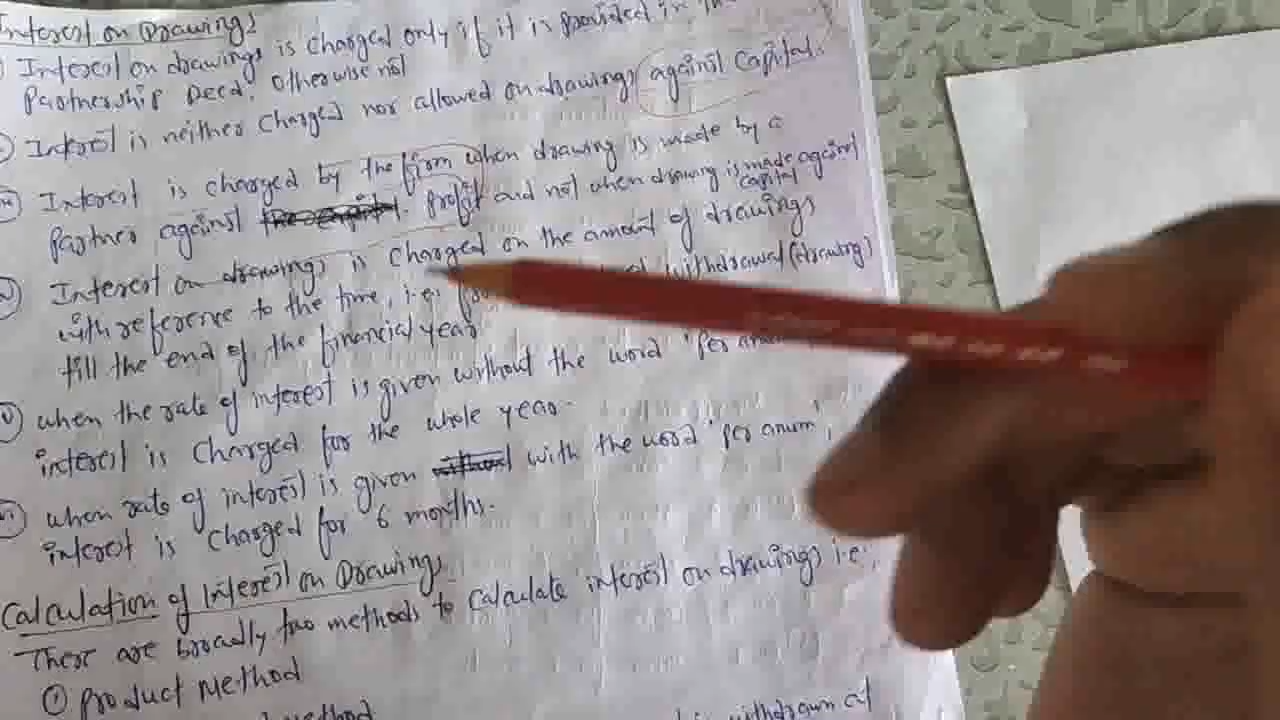 Interest on Drawings
Interest on drawings is charged only if it is provided in
Partnership Deed. Otherwise not
Interest is neither charged nor allowed on drawings against Capital.
Interest is charged by the firm when drawing is made by a
partner against profit and not when drawing is made against
capital
Interest on drawings is charged on the amount of drawings
with reference to the time, i.e. withdrawal (drawing)
till the end of the financial year
when the rate of interest is given without the word 'per
interest is charged for the whole year.
when rate of interest is given with the word 'per anum',
interest is charged for 6 months.
Calculation of Interest on Drawings
There are broadly two methods to calculate interest on drawings i.e.
① Product Method
method withdrawn at